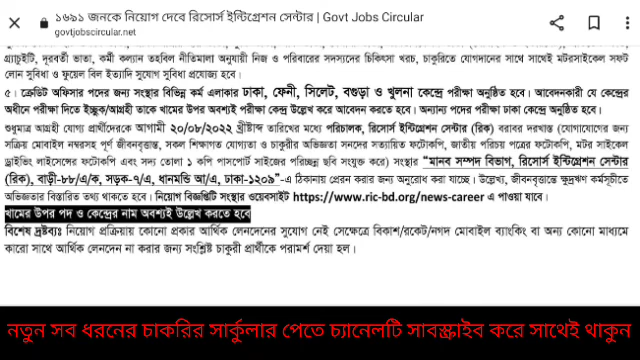 ১৬৯১ জনকে নিয়োগ দেবে রিসোর্স ইন্টিগ্রেশন সেন্টার | Govt Jobs Circular
govtjobscircular.net
গ্র্যাচুইটি, দূরবর্তী ভাতা, কর্মী কল্যান তহবিল নীতিমালা অনুযায়ী নিজ ও পরিবারের সদস্যদের চিকিৎসা খরচ, চাকুরিতে যোগদানের সাথে সাথেই মটরসাইকেল সফট
লোন সুবিধা ও ফুয়েল বিল ইত্যাদি সুযোগ সুবিধা প্রযোজ্য হবে।
৫। ক্রেডিট অফিসার পদের জন্য সংস্থার বিভিন্ন কর্ম এলাকার ঢাকা, ফেনী, সিলেট, বগুড়া ও খুলনা কেন্দ্রে পরীক্ষা অনুষ্ঠিত হবে। আবেদনকারী যে কেন্দ্রের
অধীনে পরীক্ষা দিতে ইচ্ছুক/আগ্রহী তাকে খামের উপর অবশ্যই পরীক্ষা কেন্দ্র উল্লেখ করে আবেদন করতে হবে। অন্যান্য পদের পরীক্ষা ঢাকা কেন্দ্রে অনুষ্ঠিত হবে।
শুধুমাত্র আগ্রহী যোগ্য প্রার্থীদেরকে আগামী ২০/০৮/২০২২ খ্রীষ্টাব্দ তারিখের মধ্যে পরিচালক, রিসোর্স ইন্টিগ্রেশন সেন্টার (রিক) বরাবর দরখাস্ত (যোগাযোগের জন্য
সক্রিয় মোবাইল নম্বরসহ পূর্ণ জীবনবৃত্তান্ত, সকল শিক্ষাগত যোগ্যতা ও চাকুরীর অভিজ্ঞতা সনদের সত্যায়িত ফটোকপি, জাতীয় পরিচয় পত্রের ফটোকপি, মটর সাইকেল
ড্রাইভিং লাইসেন্সের ফটোকপি এবং সদ্য তোলা ১ কপি পাসপোর্ট সাইজের পরিচ্ছন্ন ছবি সংযুক্ত করে) সংস্থার “মানব সম্পদ বিভাগ, রিসোর্স ইন্টিগ্রেশন সেন্টার
(রিক), বাড়ী-৮৮/এ/ক, সড়ক-৭/এ, ধানমন্ডি আ/এ, ঢাকা-১২০৯”-এ ঠিকানায় প্রেরন করার জন্য অনুরোধ করা যাচ্ছে। উল্লেখ্য, জীবনবৃত্তান্তে ক্ষুদ্রঋণ কর্মসূচীতে
অভিজ্ঞতার বিস্তারিত তথ্য থাকতে হবে। নিয়োগ বিজ্ঞপ্তিটি সংস্থার ওয়েবসাইট https://www.ric-bd.org/news-career এ পাওয়া যাবে।
খামের উপর পদ ও কেন্দ্রের নাম অবশ্যই উল্লেখ করতে হবে
বিশেষ দ্রষ্টব্যঃ নিয়োগ প্রক্রিয়ায় কোনো প্রকার আর্থিক লেনদেনের সুযোগ নেই সেক্ষেত্রে বিকাশ/রকেট/নগদ মোবাইল ব্যাংকিং বা অন্য কোনো মাধ্যমে
কারো সাথে আর্থিক লেনদেন না করার জন্য সংশ্লিষ্ট চাকুরী প্রার্থীকে পরামর্শ দেয়া হল।
নতুন সব ধরনের চাকরির সার্কুলার পেতে চ্যানেলটি সাবস্ক্রাইব করে সাথেই থাকুন